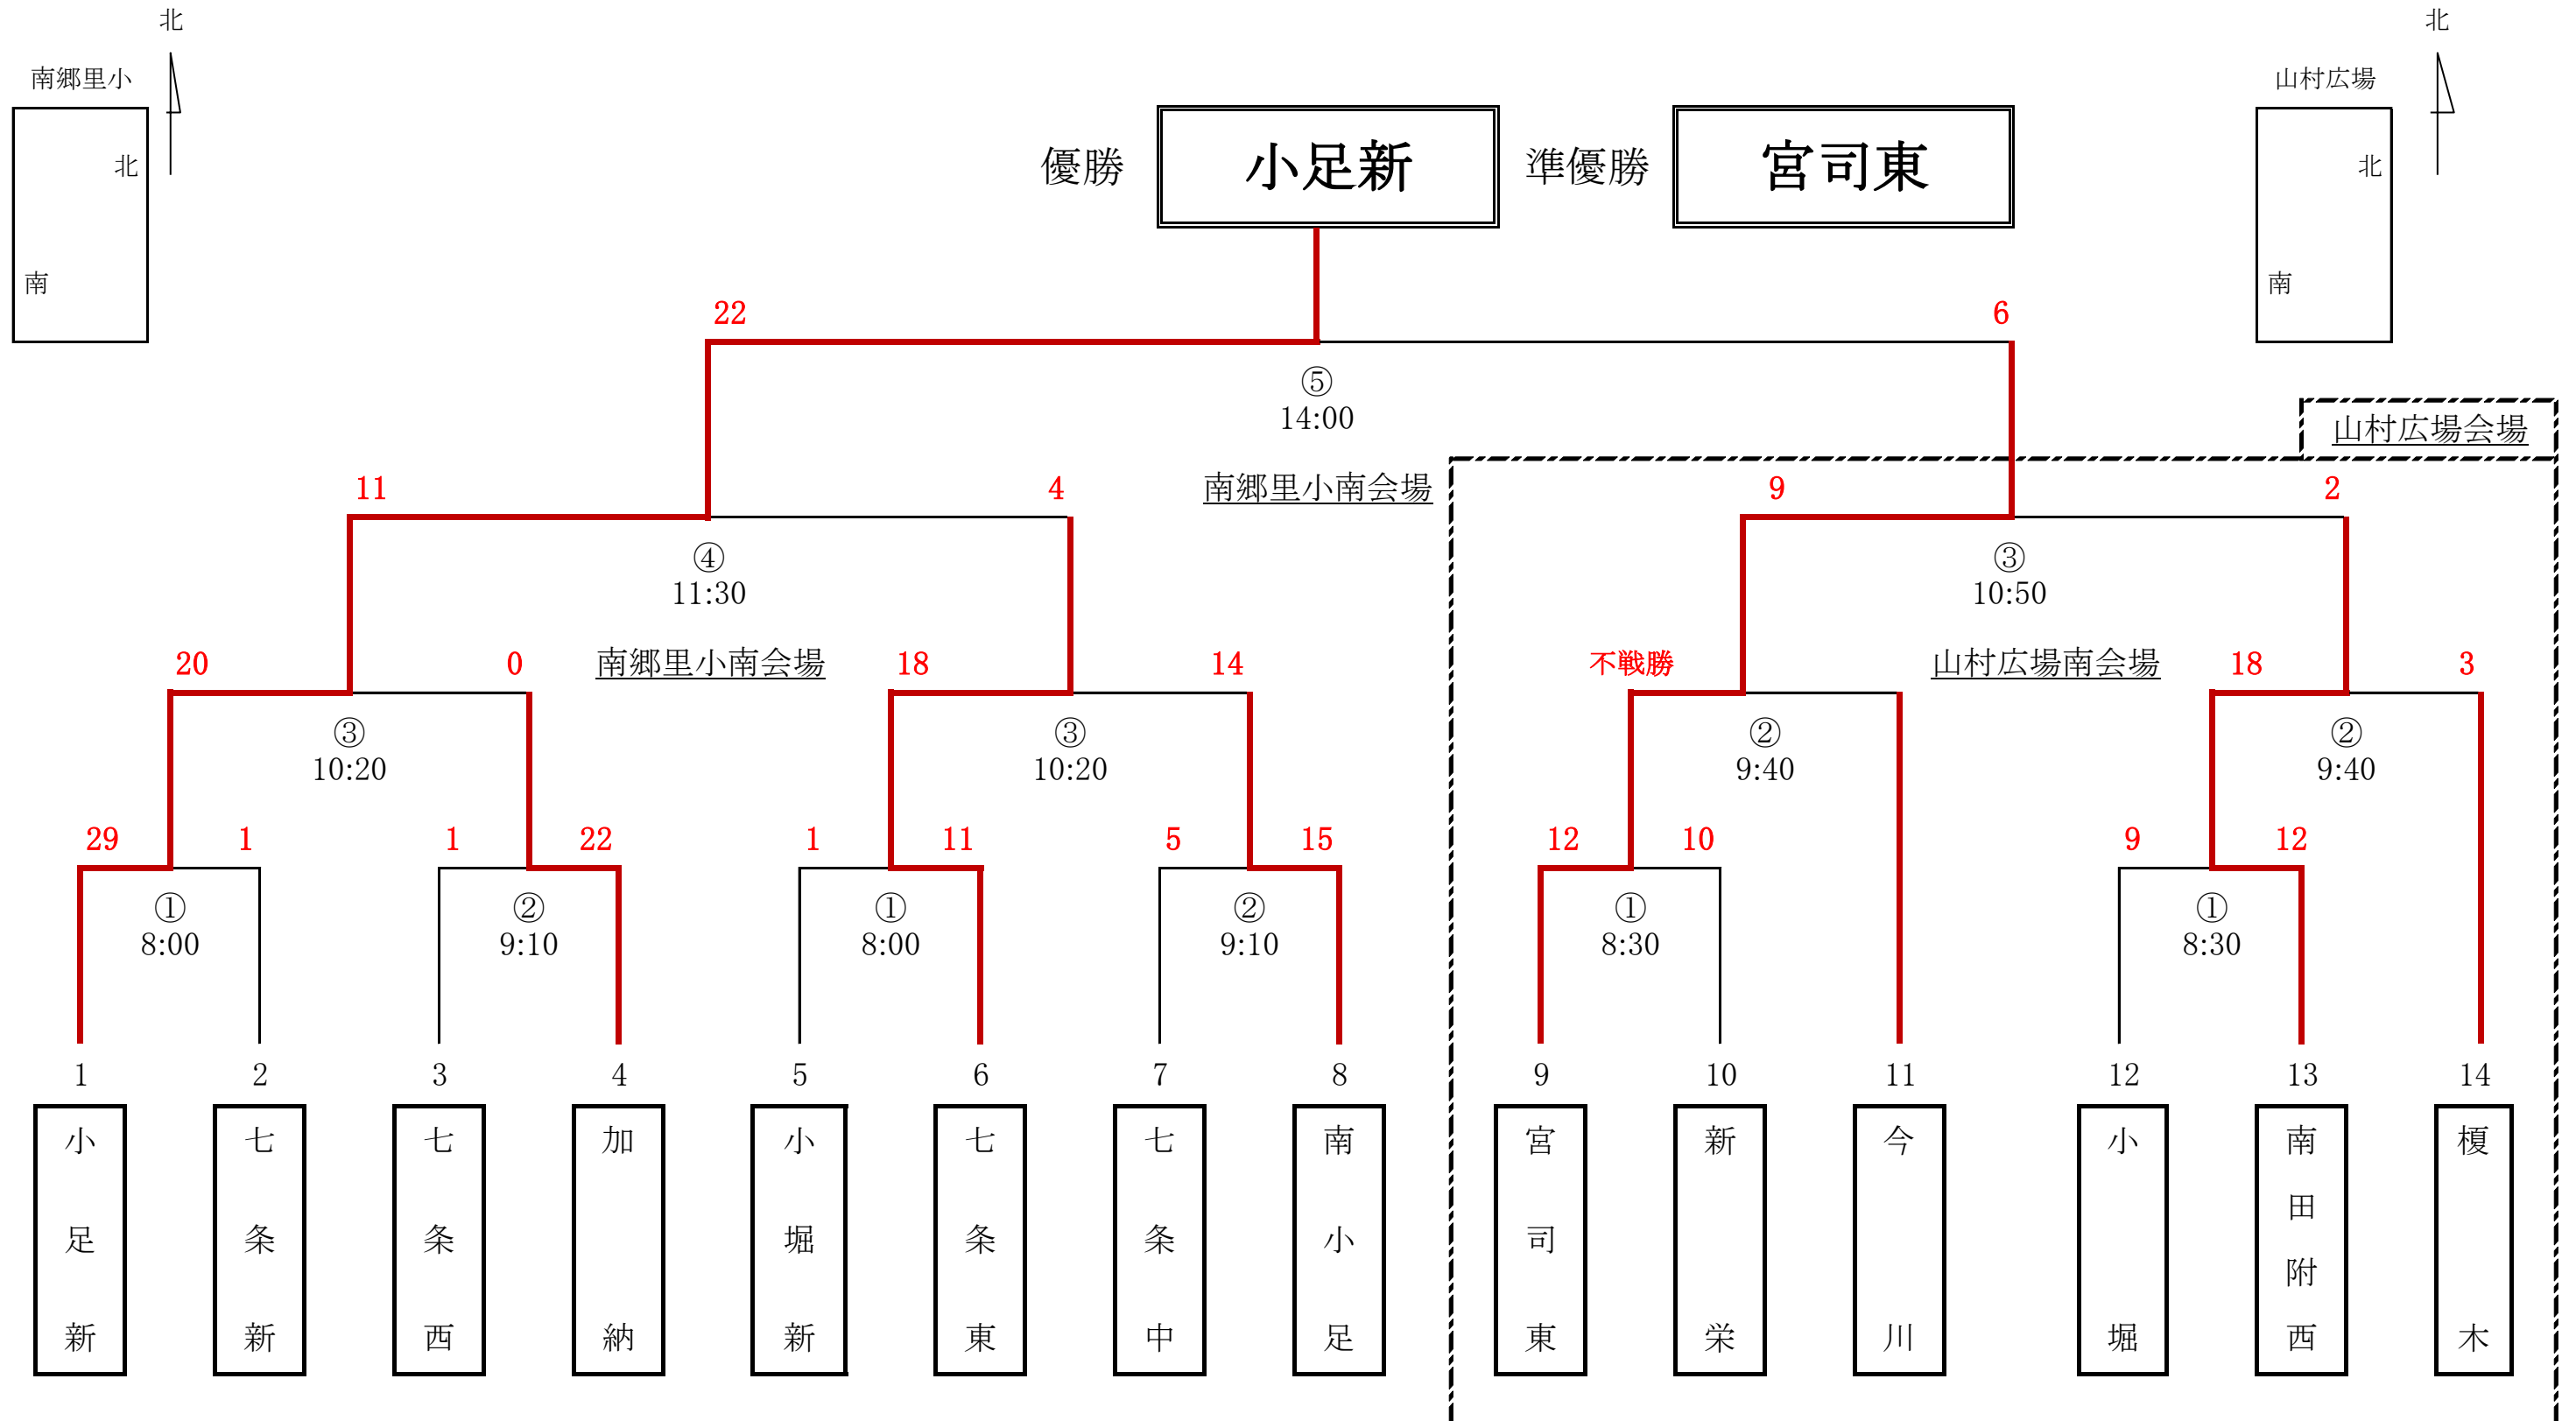 北
北
南郷里小
山村広場
北
南
北
南
優勝
小足新
準優勝
宮司東
22
6
⑤
14:00
山村広場会場
11
4
南郷里小南会場
9
2
④
11:30
③
10:50
20
0
南郷里小南会場
18
14
不戦勝
山村広場南会場
18
3
③
10:20
③
10:20
②
9:40
②
9:40
29
1
1
22
1
11
5
15
12
10
9
12
①
8:00
②
9:10
①
8:00
②
9:10
①
8:30
①
8:30
1
2
3
4
5
6
7
8
9
10
11
12
13
14
小足新
七条新
七条西
加納
小堀新
七条東
七条中
南小足
宮司東
新栄
今川
小堀
南田附西
榎木